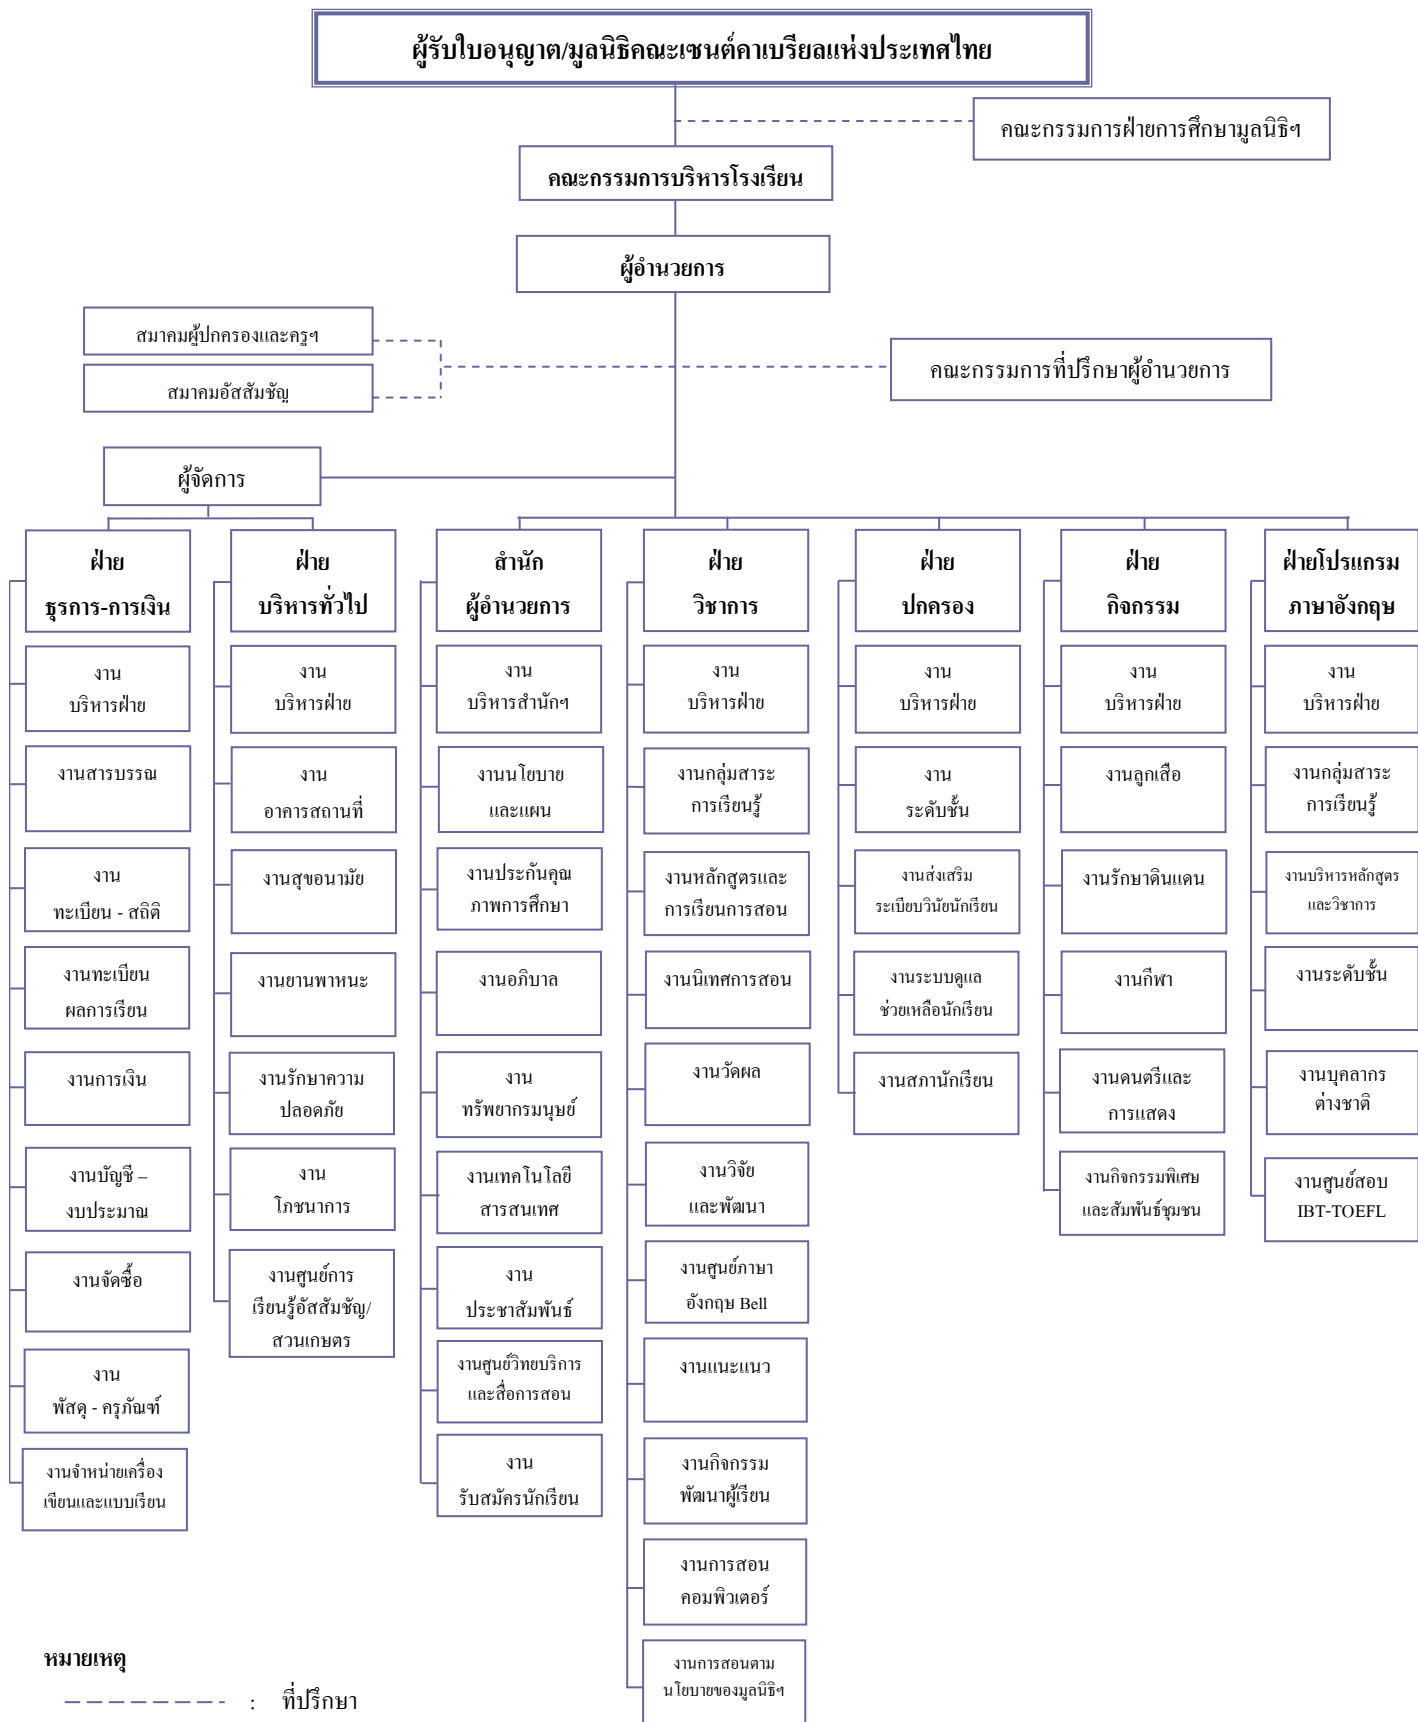 ผู้รับใบอนุญาต/มูลนิธิคณะเซนต์คาเบรียลแห่งประเทศไทย
คณะกรรมการฝ่ายการศึกษามูลนิธิฯ
คณะกรรมการบริหารโรงเรียน
ผู้อำนวยการ
สมาคมผู้ปกครองและครูฯ
สมาคมอัสสัมชัญ
คณะกรรมการที่ปรึกษาผู้อำนวยการ
ผู้จัดการ
ฝ่าย
ธุรการ-การเงิน
งาน
บริหารฝ่าย
งานสารบรรณ
งาน
ทะเบียน - สถิติ
งานทะเบียน
ผลการเรียน
งานการเงิน
งานบัญชี –
งบประมาณ
งานจัดซื้อ
งาน
พัสดุ - ครุภัณฑ์
งานจำหน่ายเครื่อง
เขียนและแบบเรียน
ฝ่าย
บริหารทั่วไป
งาน
บริหารฝ่าย
งาน
อาคารสถานที่
งานสุขอนามัย
งานยานพาหนะ
งานรักษาความ
ปลอดภัย
งาน
โภชนาการ
งานศูนย์การ
เรียนรู้อัสสัมชัญ/
สวนเกษตร
สำนัก
ผู้อำนวยการ
งาน
บริหารสำนักฯ
งานนโยบาย
และแผน
งานประกันคุณ
ภาพการศึกษา
งานอภิบาล
งาน
ทรัพยากรมนุษย์
งานเทคโนโลยี
สารสนเทศ
งาน
ประชาสัมพันธ์
งานศูนย์วิทยบริการ
และสื่อการสอน
งาน
รับสมัครนักเรียน
ฝ่าย
วิชาการ
งาน
บริหารฝ่าย
งานกลุ่มสาระ
การเรียนรู้
งานหลักสูตรและ
การเรียนการสอน
งานนิเทศการสอน
งานวัดผล
งานวิจัย
และพัฒนา
งานศูนย์ภาษา
อังกฤษ Bell
งานแนะแนว
งานกิจกรรม
พัฒนาผู้เรียน
งานการสอน
คอมพิวเตอร์
งานการสอนตาม
นโยบายของมูลนิธิฯ
ฝ่าย
ปกครอง
งาน
บริหารฝ่าย
งาน
ระดับชั้น
งานส่งเสริม
ระเบียบวินัยนักเรียน
งานระบบดูแล
ช่วยเหลือนักเรียน
งานสภานักเรียน
ฝ่าย
กิจกรรม
งาน
บริหารฝ่าย
งานลูกเสือ
งานรักษาดินแดน
งานกีฬา
งานดนตรีและ
การแสดง
งานกิจกรรมพิเศษ
และสัมพันธ์ชุมชน
ฝ่ายโปรแกรม
ภาษาอังกฤษ
งาน
บริหารฝ่าย
งานกลุ่มสาระ
การเรียนรู้
งานบริหารหลักสูตร
และวิชาการ
งานระดับชั้น
งานบุคลากร
ต่างชาติ
งานศูนย์สอบ
IBT-TOEFL
หมายเหตุ
: ที่ปรึกษา